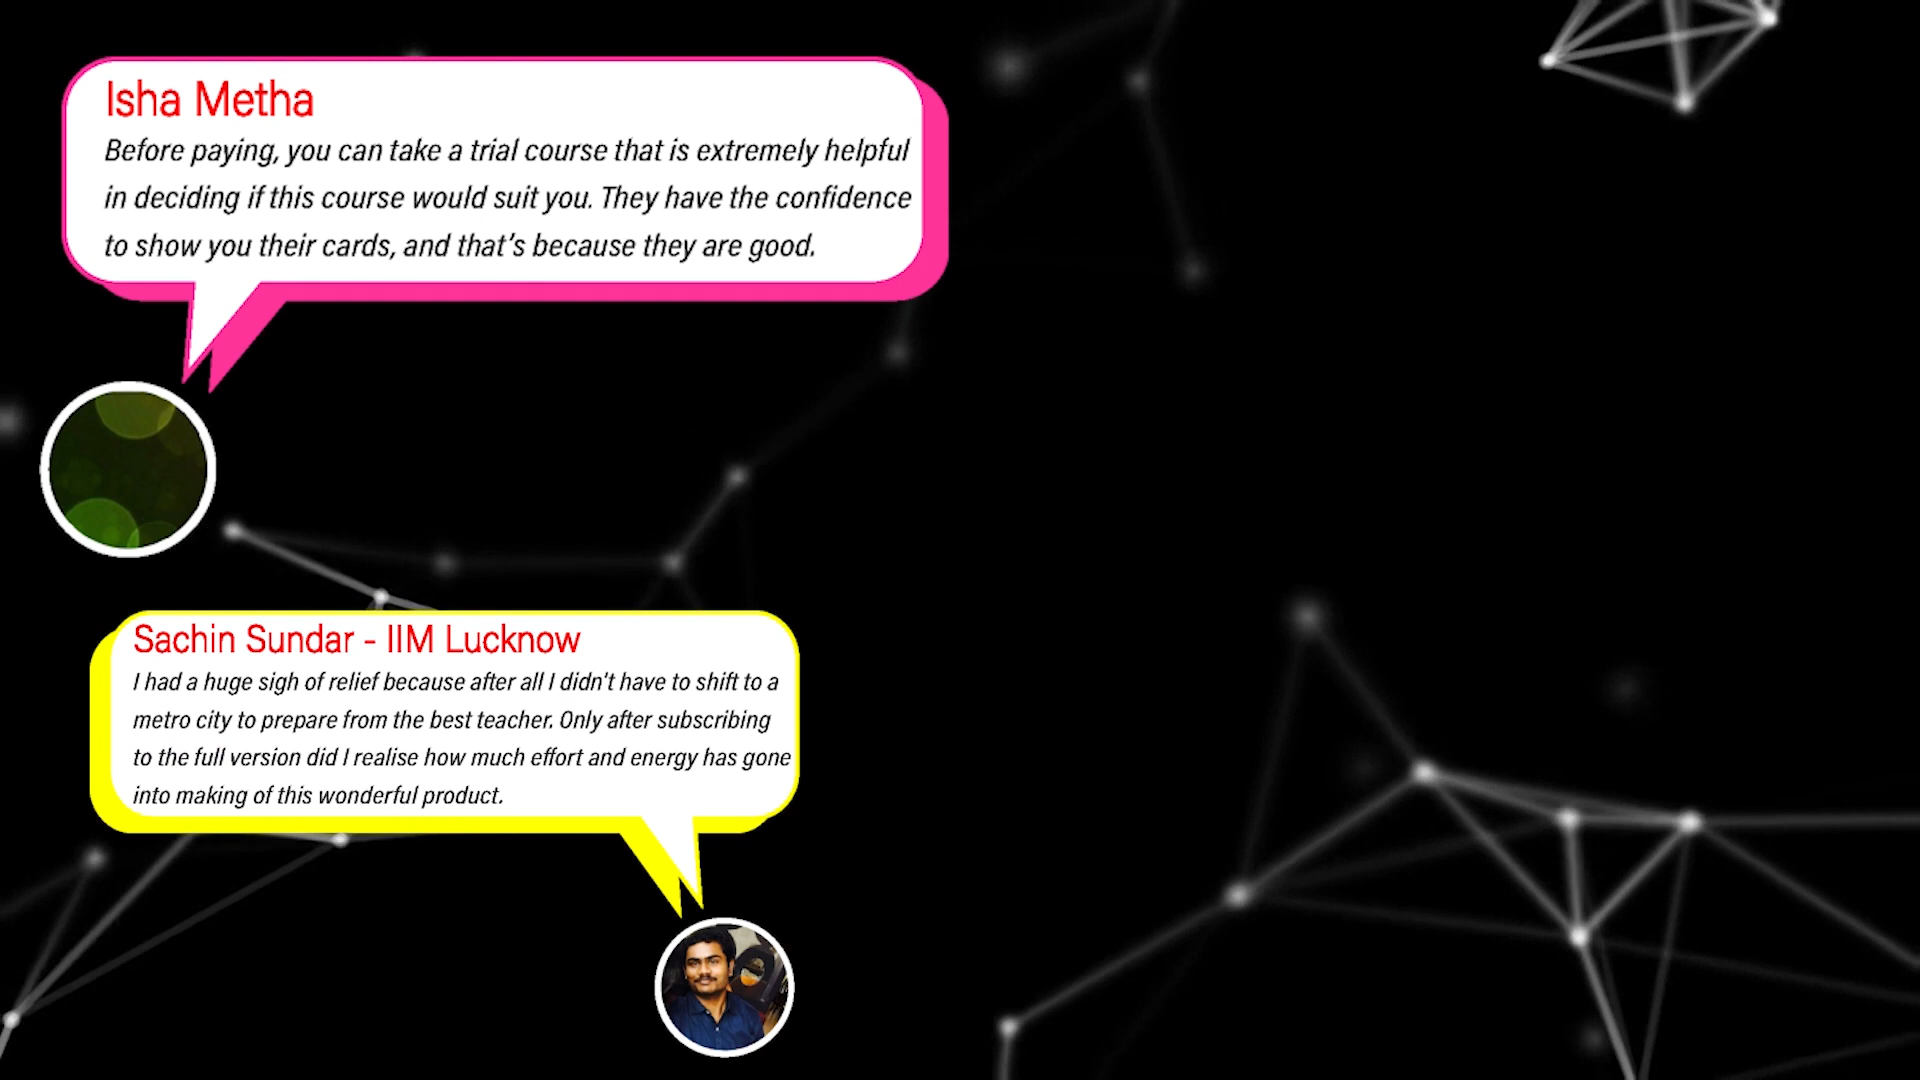 Isha Metha
Before paying, you can take a trial course that is extremely helpful
in deciding if this course would suit you. They have the confidence
to show you their cards, and that's because they are good.
Sachin Sundar - IIM Lucknow
I had a huge sigh of relief because after all I didn't have to shift to a
metro city to prepare from the best teacher. Only after subscribing
to the full version did I realise how much effort and energy has gone
into making of this wonderful product.